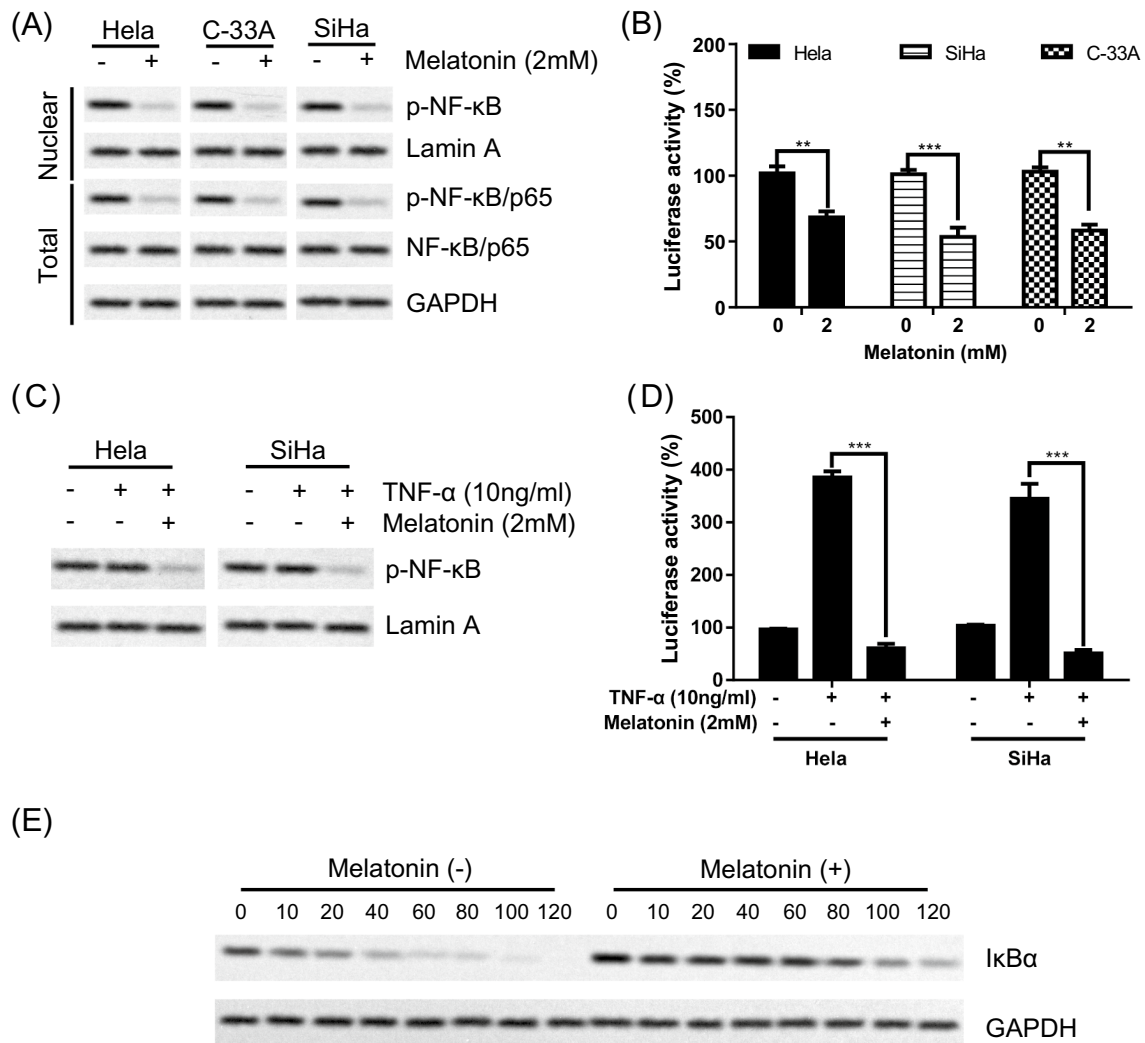 (A)
Hela C-33A SiHa
- + - + - + Melatonin (2mM)
Nuclear
p-NF-κB
Lamin A
Total
p-NF-κB/p65
NF-κB/p65
GAPDH
(B)
Hela SiHa C-33A
Luciferase activity (%)
200
150
100
50
0
** *** **
0 2 0 2 0 2
Melatonin (mM)
(C)
Hela SiHa
- + + - + + TNF-α (10ng/ml)
- - + - - + Melatonin (2mM)
p-NF-κB
Lamin A
(D)
Luciferase activity (%)
500
400
300
200
100
0
*** ***
TNF-α (10ng/ml) - + + - + +
Melatonin (2mM) - - + - - +
Hela SiHa
(E)
Melatonin (-) Melatonin (+)
0 10 20 40 60 80 100 120 0 10 20 40 60 80 100 120
IκBα
GAPDH